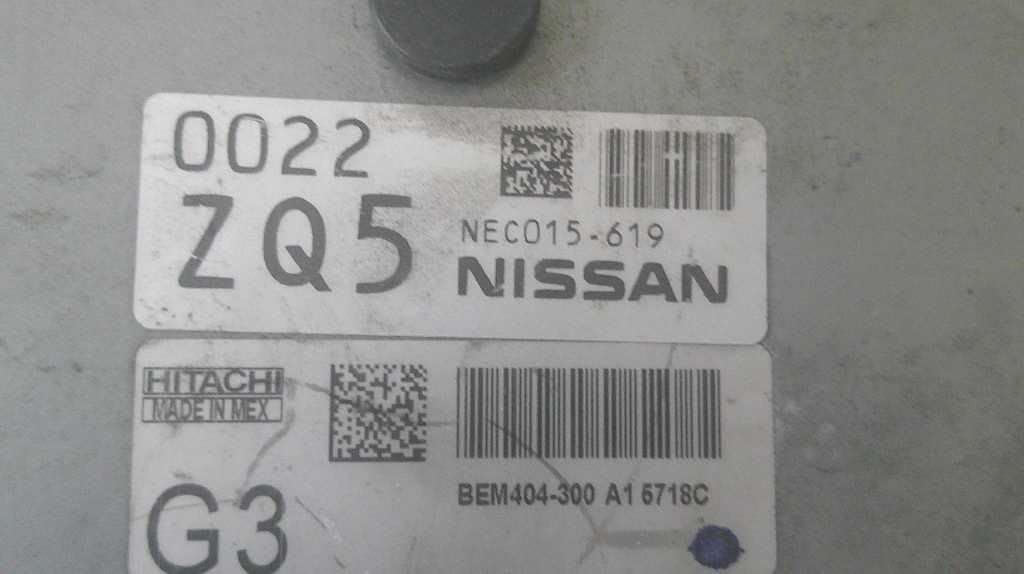 0022
ZQ5
NEC015-619
NISSAN
HITACHI
MADE IN MEX
G3
BEM404-300 A1 6718C